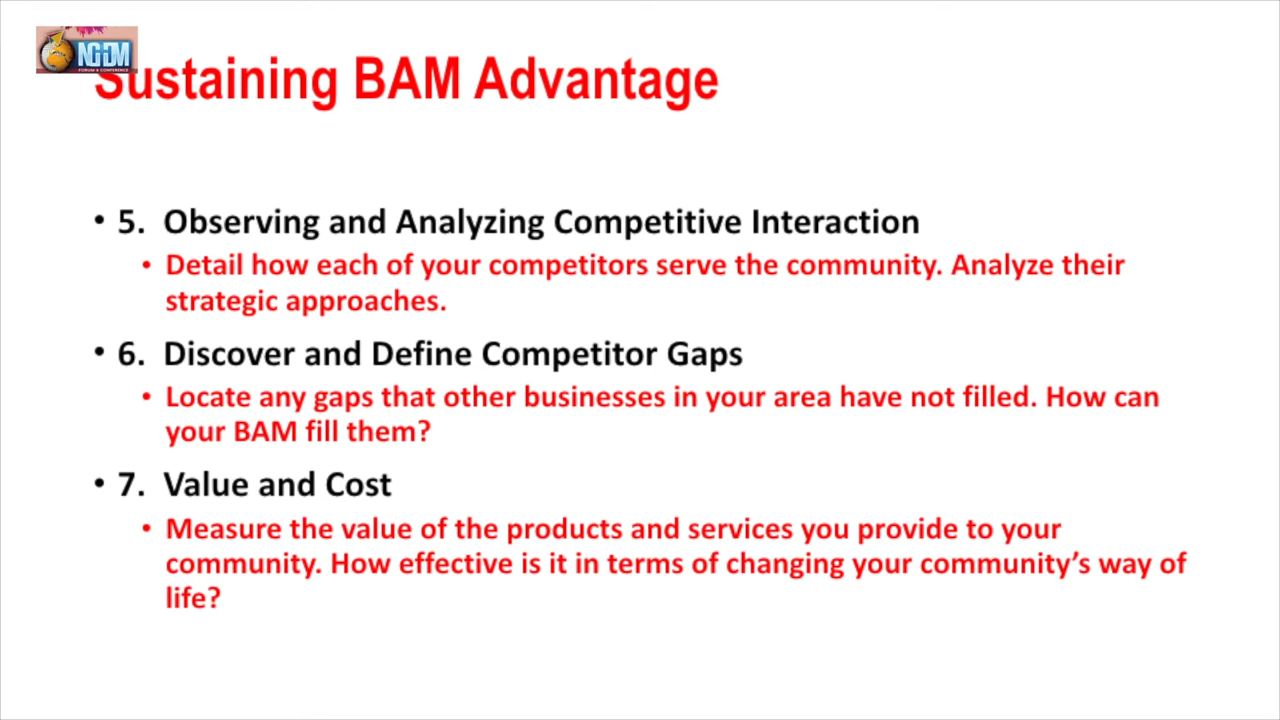 NGDM
FORUM & CONFERENCE
Sustaining BAM Advantage
• 5. Observing and Analyzing Competitive Interaction
• Detail how each of your competitors serve the community. Analyze their
strategic approaches.
• 6. Discover and Define Competitor Gaps
• Locate any gaps that other businesses in your area have not filled. How can
your BAM fill them?
• 7. Value and Cost
• Measure the value of the products and services you provide to your
community. How effective is it in terms of changing your community’s way of
life?